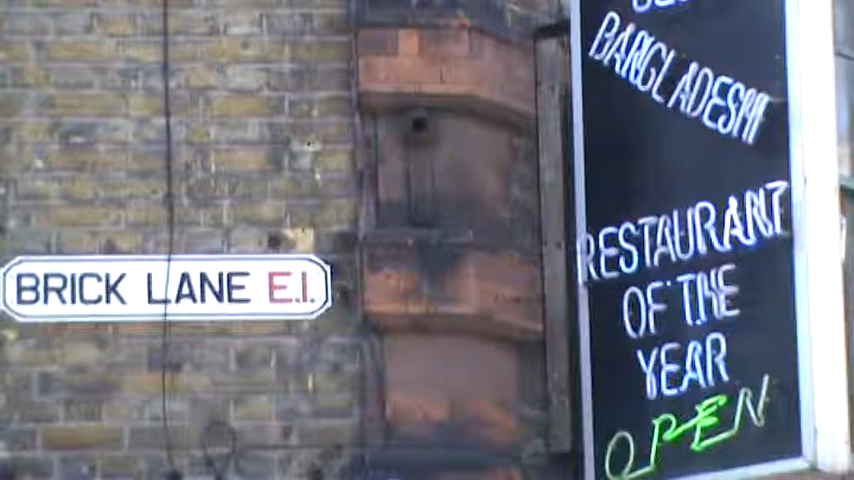 BRICK LANE E.1.
BANGLADESHI
RESTAURANT
OF THE
YEAR
OPEN